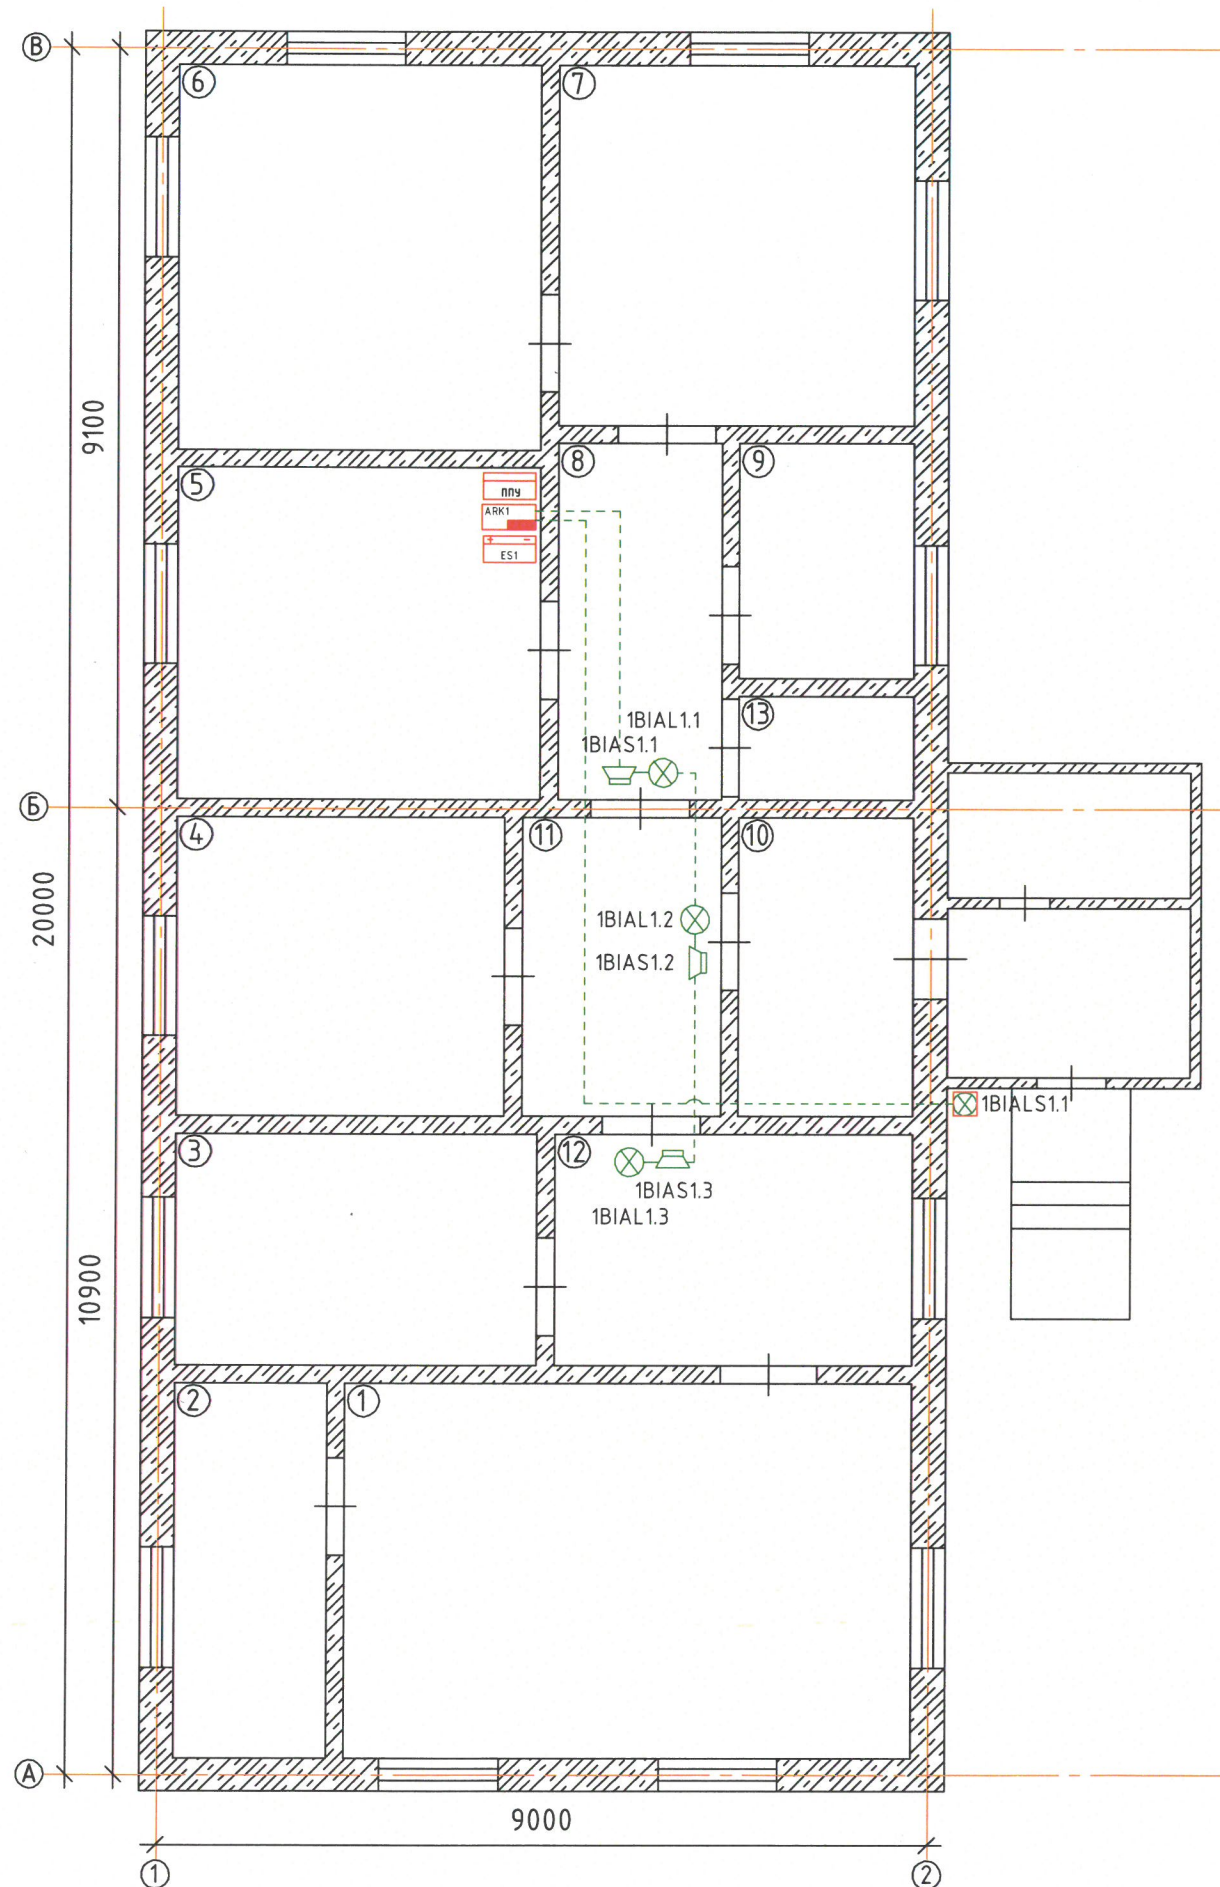 В
6
7
9100
8
9
5
ппу
ARK1
+ -
ES1
13
1BIAL1.1
1BIAS1.1
Б
4
11
10
20000
1BIAL1.2
1BIAS1.2
1BIALS1.1
3
12
1BIAS1.3
1BIAL1.3
10900
2
1
А
9000
1
2